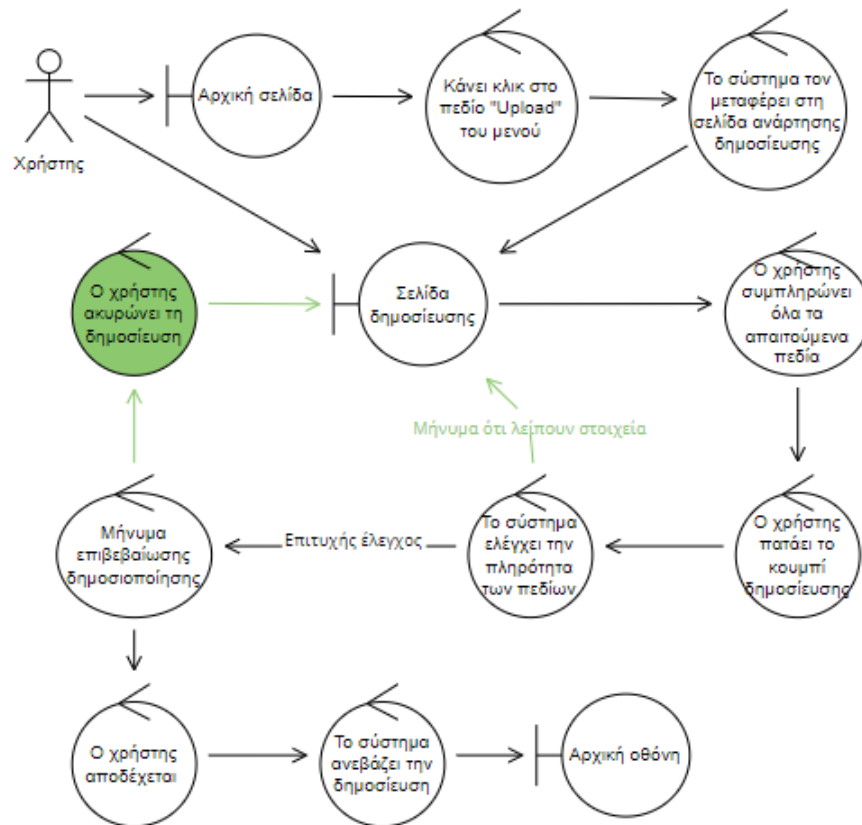 Αρχική σελίδα
Κάνει κλικ στο
πεδίο "Upload"
του μενού
Το σύστημα τον
μεταφέρει στη
σελίδα ανάρτησης
δημοσίευσης
Χρήστης
Ο χρήστης
ακυρώνει τη
δημοσίευση
Σελίδα
δημοσίευσης
Ο χρήστης
συμπληρώνει
όλα τα
απαιτούμενα
πεδία
Μήνυμα ότι λείπουν στοιχεία
Μήνυμα
επιβεβαίωσης
δημοσιοποίησης
Επιτυχής έλεγχος
Το σύστημα
ελέγχει την
πληρότητα
των πεδίων
Ο χρήστης
πατάει το
κουμπί
δημοσίευσης
Ο χρήστης
αποδέχεται
Το σύστημα
ανεβάζει την
δημοσίευση
Αρχική οθόνη